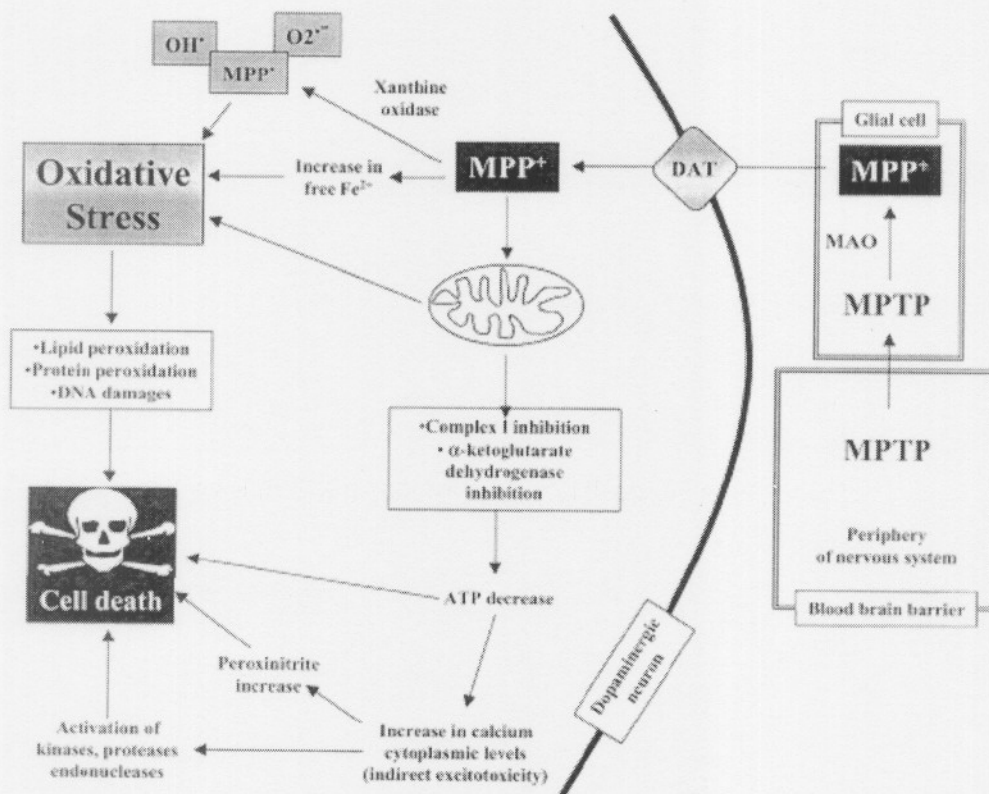 OH•
O2•⁻
MPP•
Xanthine
oxidase
Oxidative
Stress
Increase in
free Fe²⁺
MPP⁺
DAT
Glial cell
MPP⁺
MAO
MPTP
•Lipid peroxidation
•Protein peroxidation
•DNA damages
•Complex I inhibition
• α-ketoglutarate
dehydrogenase
inhibition
MPTP
Periphery
of nervous system
Blood brain barrier
Cell death
ATP decrease
Dopaminergic
neuron
Peroxinitrite
increase
Activation of
kinases, proteases
endonucleases
Increase in calcium
cytoplasmic levels
(indirect excitotoxicity)